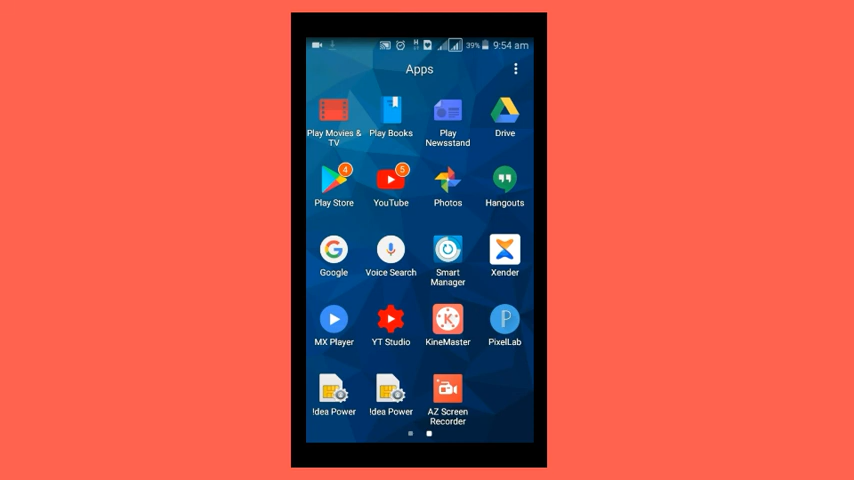 39% 9:54 am
Apps
Play Movies & TV
Play Books
Play Newsstand
Drive
4
Play Store
5
YouTube
Photos
Hangouts
Google
Voice Search
Smart Manager
Xender
MX Player
YT Studio
KineMaster
PixelLab
!dea Power
!dea Power
AZ Screen Recorder